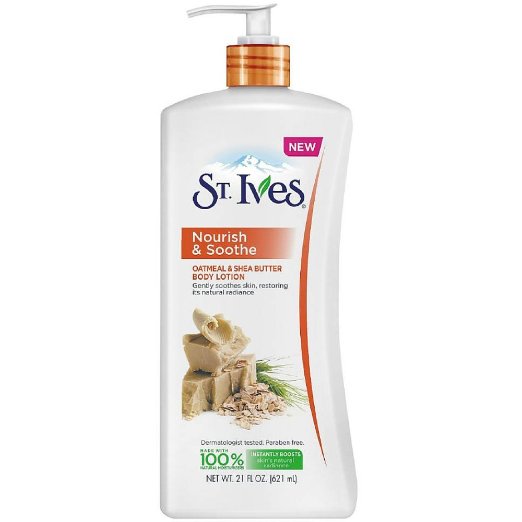 NEW
ST. Ives®
Nourish
& Soothe
OATMEAL & SHEA BUTTER
BODY LOTION
Gently soothes skin, restoring
its natural radiance
Dermatologist tested. Paraben free.
MADE WITH
100%
NATURAL MOISTURIZERS
INSTANTLY BOOSTS
skin's natural
radiance
NET WT. 21 FL OZ. (621 mL)